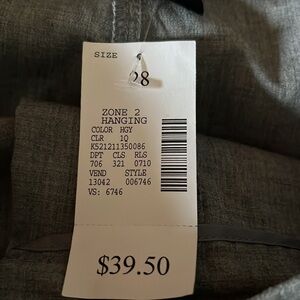 SIZE
28
ZONE 2
HANGING
COLOR HGY
CLR 1Q
K521211350086
DPT CLS RLS
706 321 0710
VEND STYLE
13042 006746
VS: 6746
$39.50